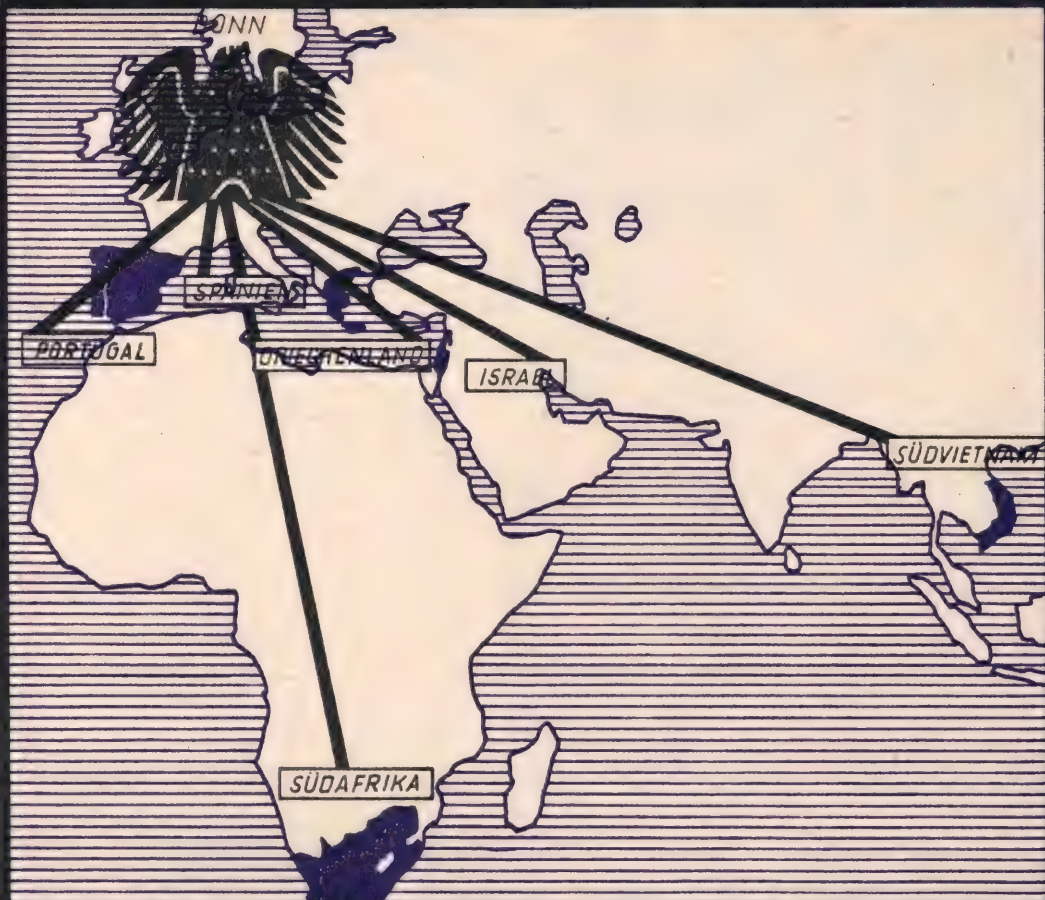 BONN
SPANIEN
PORTUGAL
GRIECHENLAND
ISRAEL
SÜDVIETNAM
SÜDAFRIKA